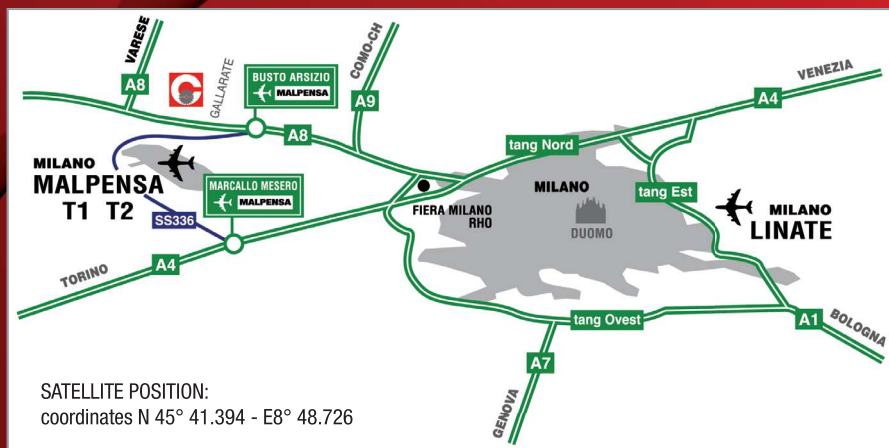 VARESE
A8
GALLARATE
BUSTO ARSIZIO
MALPENSA
COMO-CH
A9
A8
VENEZIA
A4
tang Nord
MILANO
MALPENSA
T1 T2
MARCALLO MESERO
MALPENSA
SS336
FIERA MILANO
RHO
MILANO
DUOMO
tang Est
MILANO
LINATE
TORINO
A4
tang Ovest
A1
BOLOGNA
A7
GENOVA
SATELLITE POSITION:
coordinates N 45° 41.394 - E8° 48.726